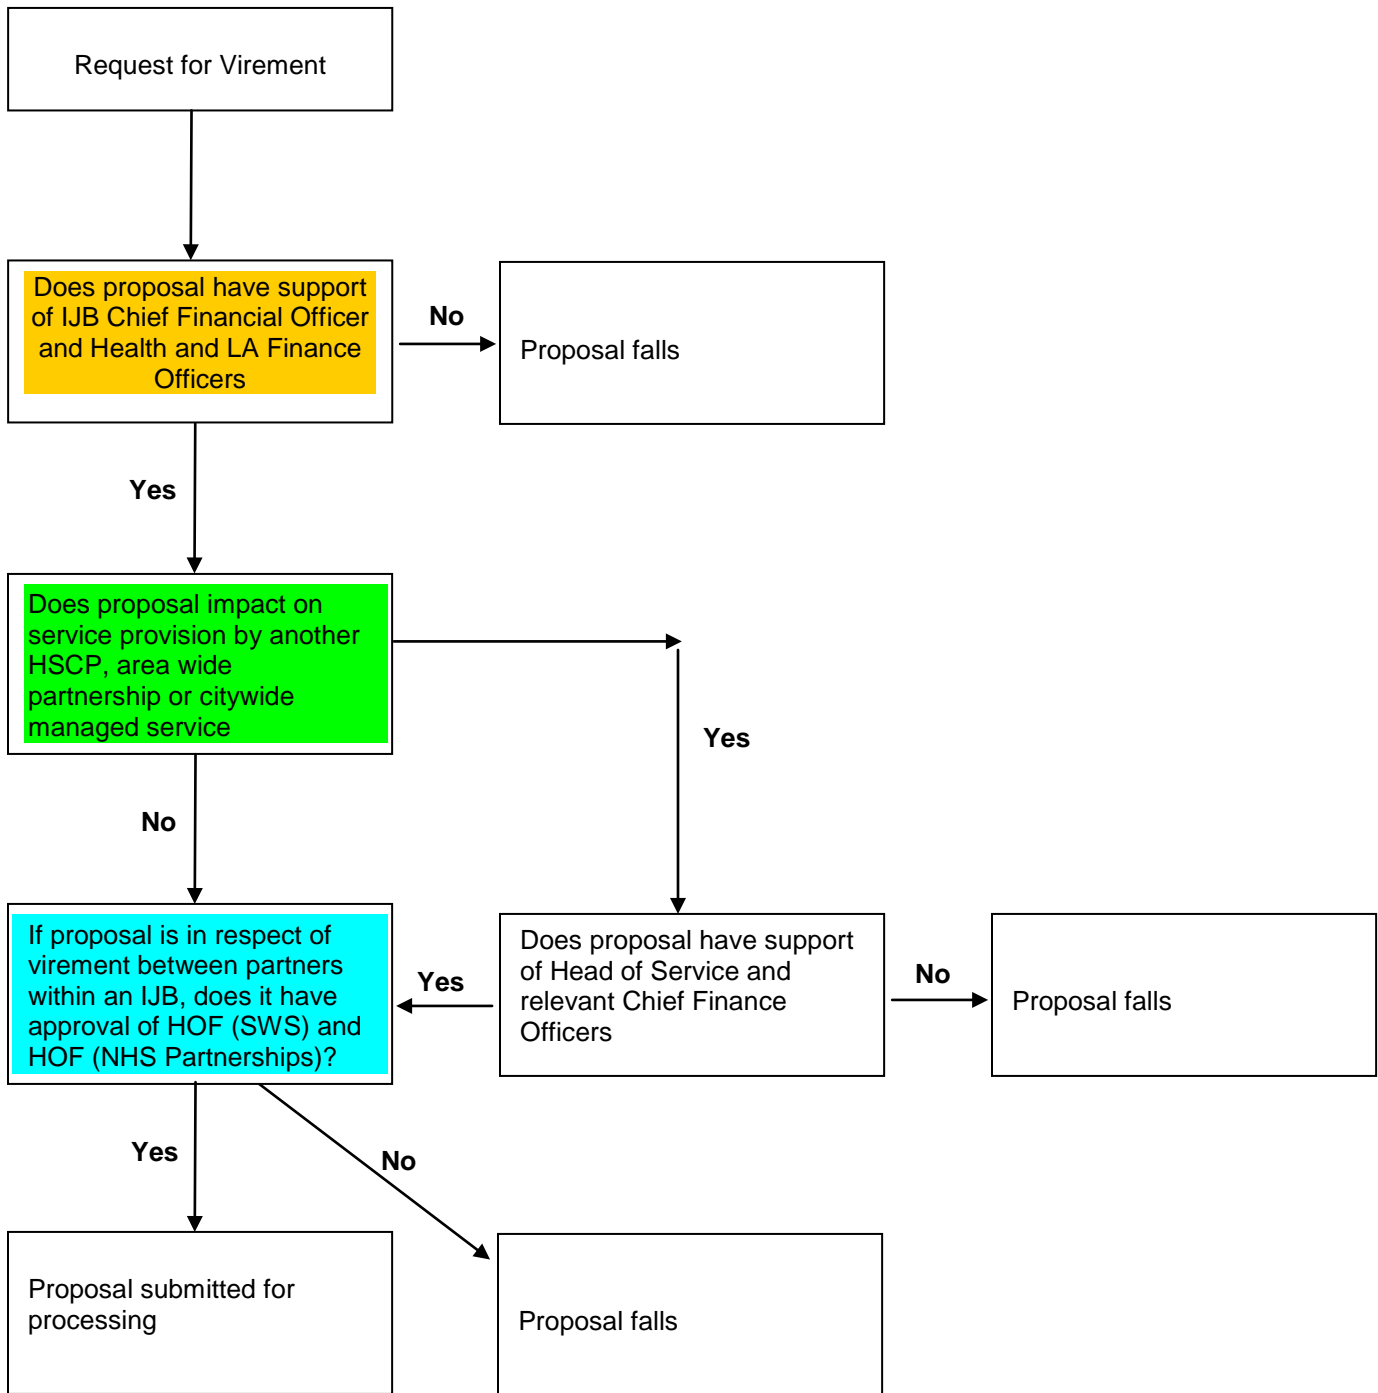 Request for Virement
Does proposal have support
of IJB Chief Financial Officer
and Health and LA Finance
Officers
No
Proposal falls
Yes
Does proposal impact on
service provision by another
HSCP, area wide
partnership or citywide
managed service
Yes
No
If proposal is in respect of
virement between partners
within an IJB, does it have
approval of HOF (SWS) and
HOF (NHS Partnerships)?
Yes
Does proposal have support
of Head of Service and
relevant Chief Finance
Officers
No
Proposal falls
Yes
No
Proposal submitted for
processing
Proposal falls